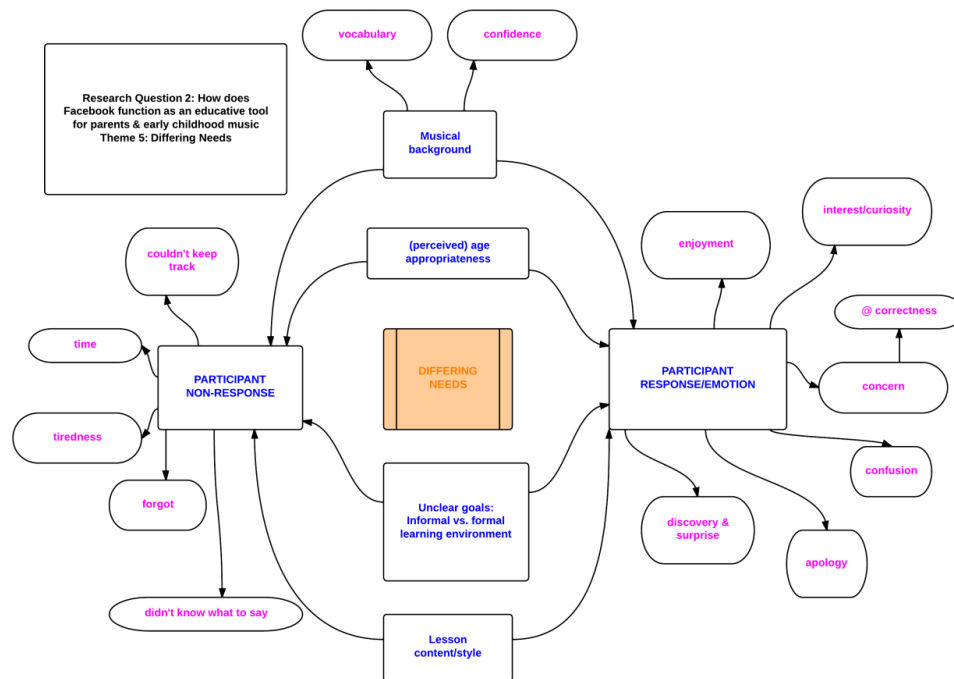 vocabulary
confidence
Research Question 2: How does
Facebook function as an educative tool
for parents & early childhood music
Theme 5: Differing Needs
Musical
background
interest/curiosity
enjoyment
(perceived) age
appropriateness
couldn't keep
track
@ correctness
time
DIFFERING
NEEDS
PARTICIPANT
NON-RESPONSE
PARTICIPANT
RESPONSE/EMOTION
concern
tiredness
confusion
forgot
Unclear goals:
Informal vs. formal
learning environment
discovery &
surprise
apology
didn't know what to say
Lesson
content/style